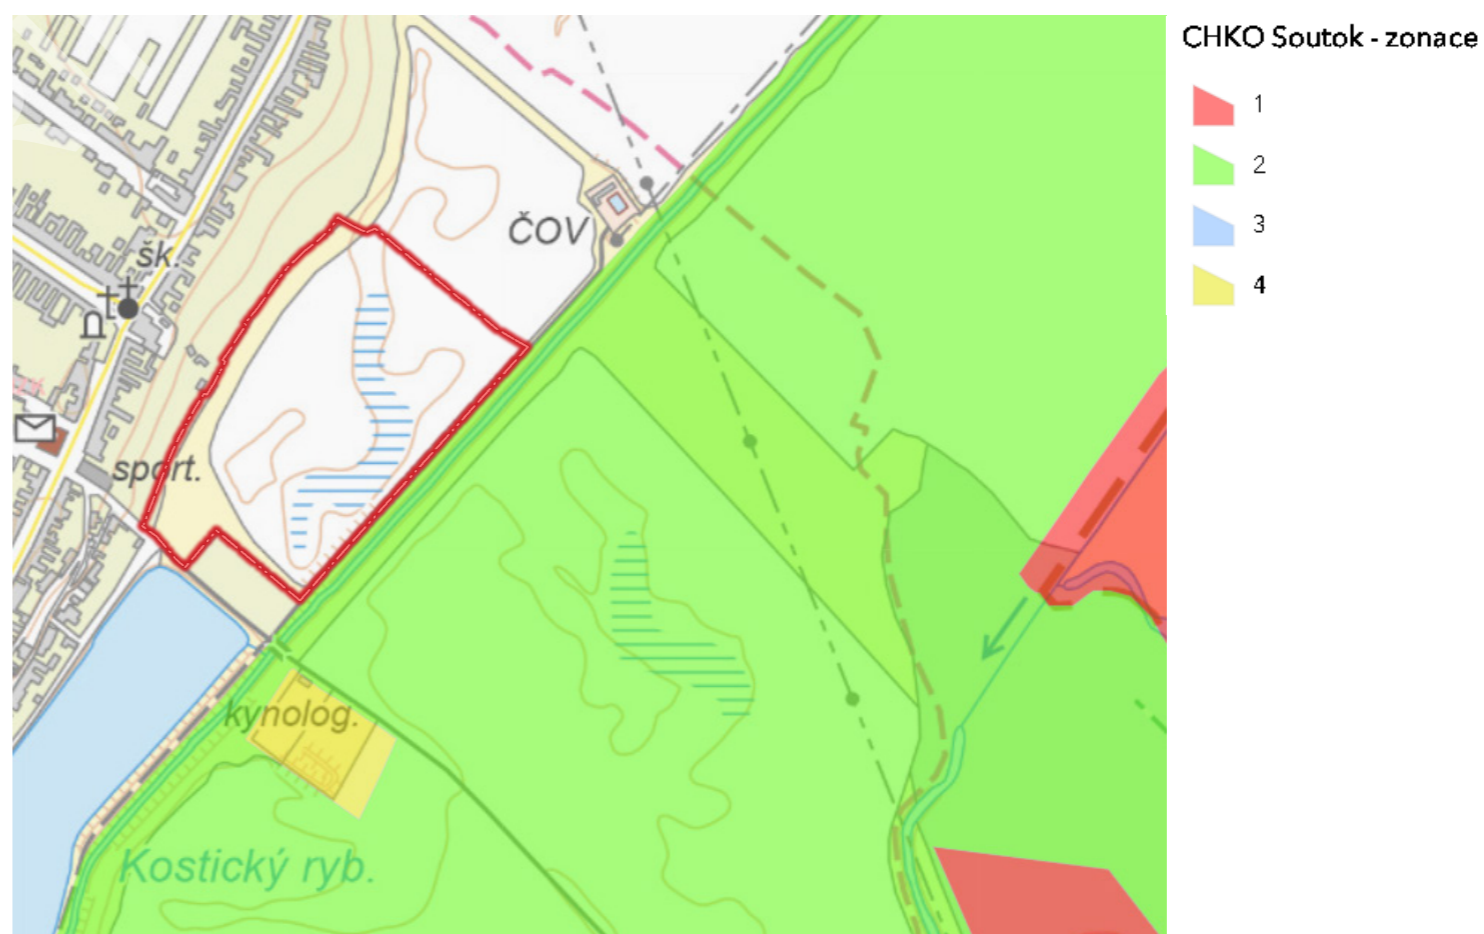 CHKO Soutok - zonace
1
2
3
4
ČOV
šk.
sport.
kynolog.
Kostický ryb.